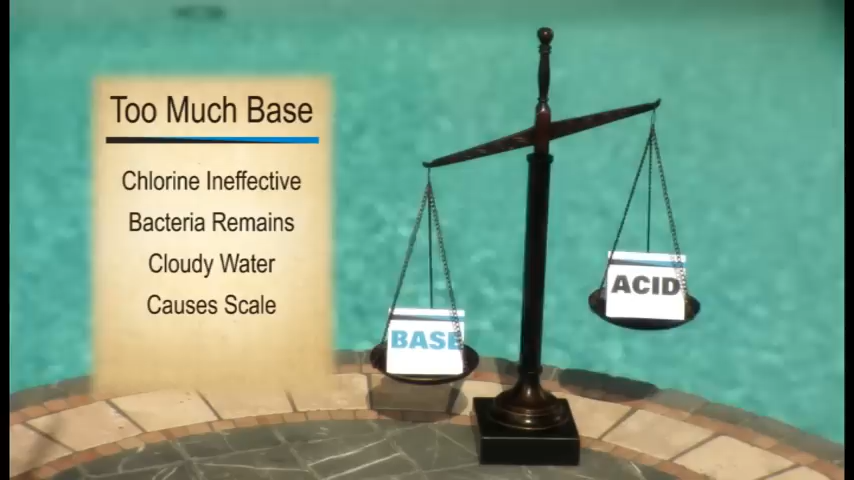 Too Much Base
Chlorine Ineffective
Bacteria Remains
Cloudy Water
Causes Scale
BASE
ACID